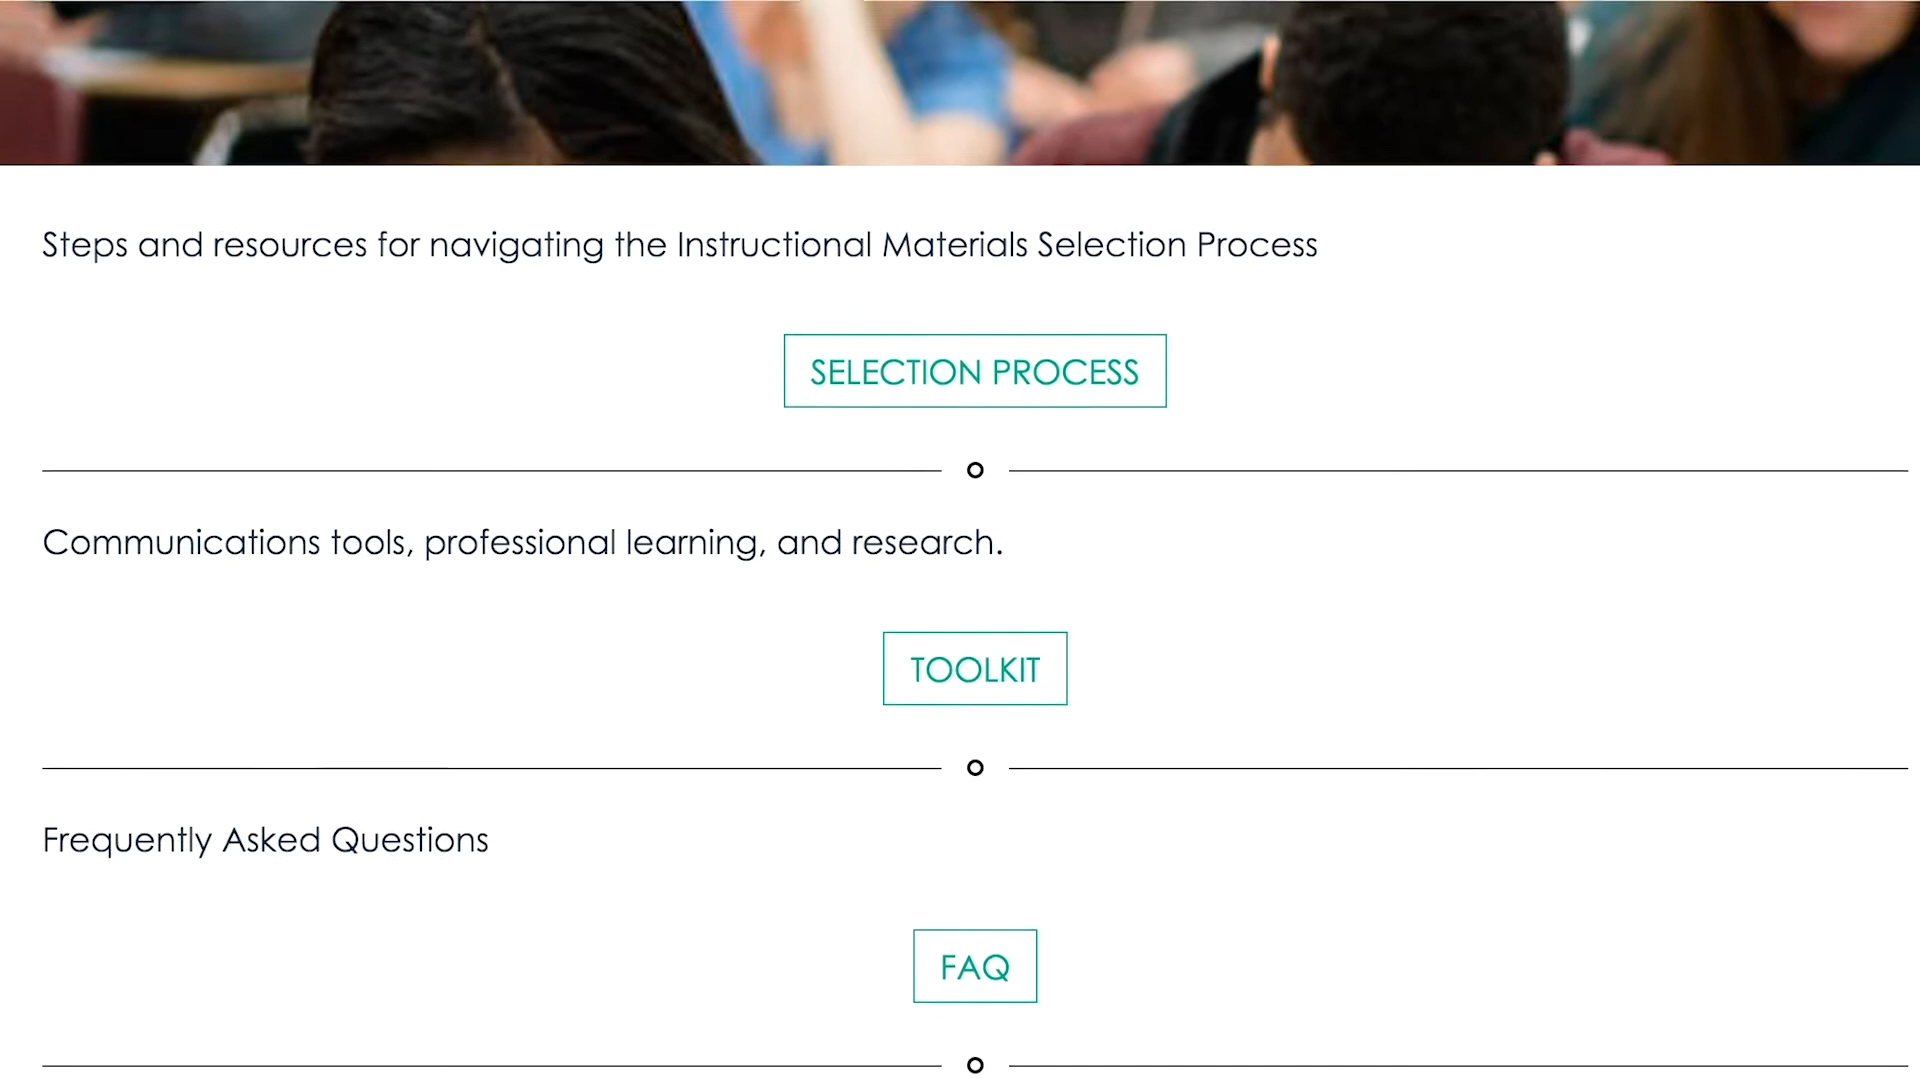 Steps and resources for navigating the Instructional Materials Selection Process
SELECTION PROCESS
Communications tools, professional learning, and research.
TOOLKIT
Frequently Asked Questions
FAQ